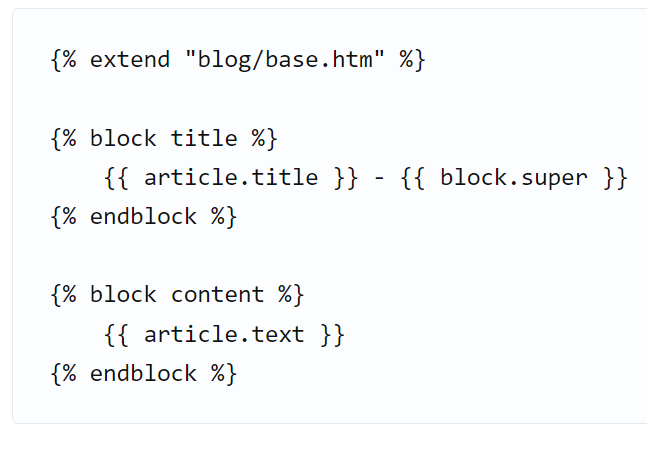 {% extend "blog/base.htm" %}
{% block title %}
{{ article.title }} - {{ block.super }}
{% endblock %}
{% block content %}
{{ article.text }}
{% endblock %}